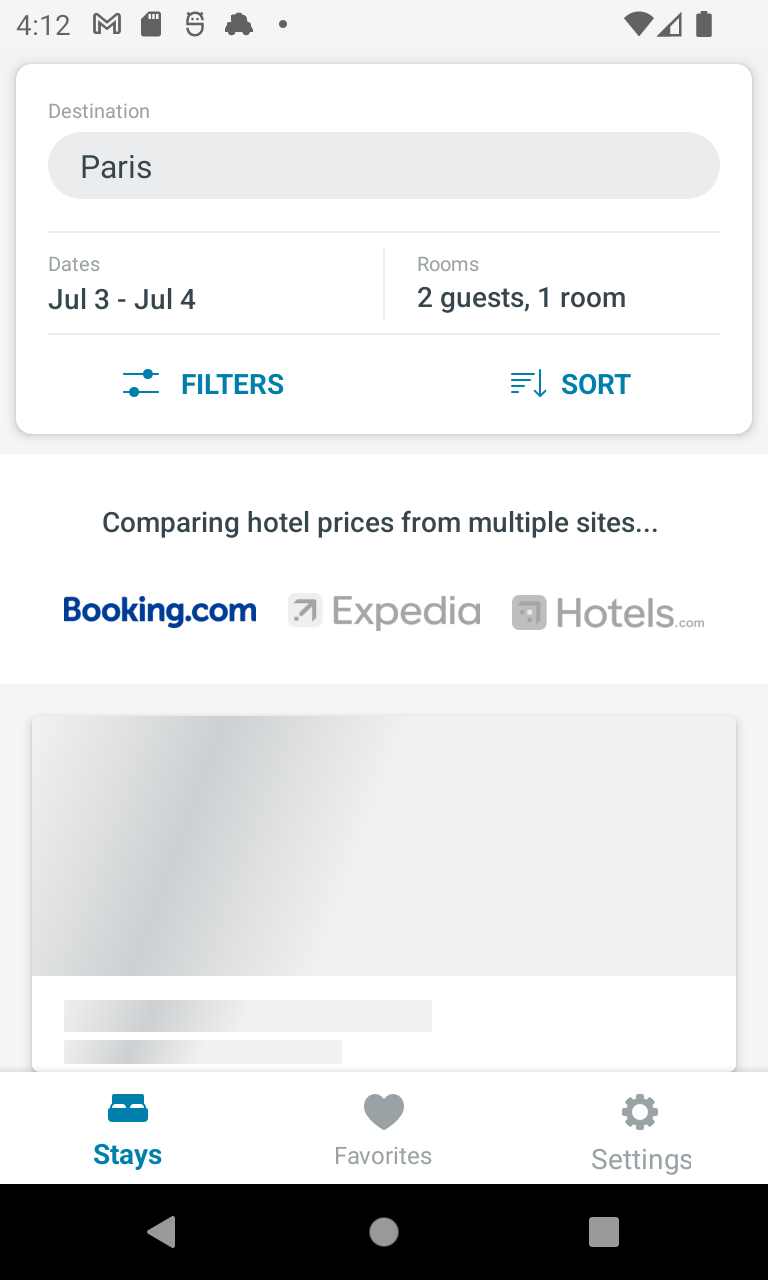 4:12
Destination
Paris
Dates
Rooms
Jul 3 - Jul 4
2 guests, 1 room
FILTERS
SORT
Comparing hotel prices from multiple sites...
Booking.com
Expedia
Hotels.com
Stays
Favorites
Settings